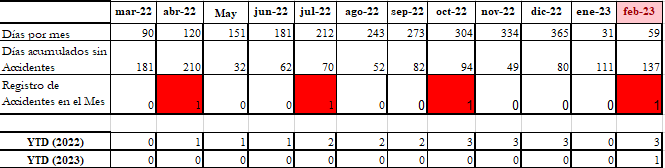 mar-22 abr-22 May jun-22 jul-22 ago-22 sep-22 oct-22 nov-22 dic-22 ene-23 feb-23
Días por mes 90 120 151 181 212 243 273 304 334 365 31 59
Días acumulados sin
Accidentes 181 210 32 62 70 52 82 94 49 80 111 137
Registro de
Accidentes en el Mes 0 1 0 0 1 0 0 1 0 0 0 1
YTD (2022) 0 1 1 1 2 2 2 3 3 3 0 3
YTD (2023) 0 0 0 0 0 0 0 0 0 0 0 1